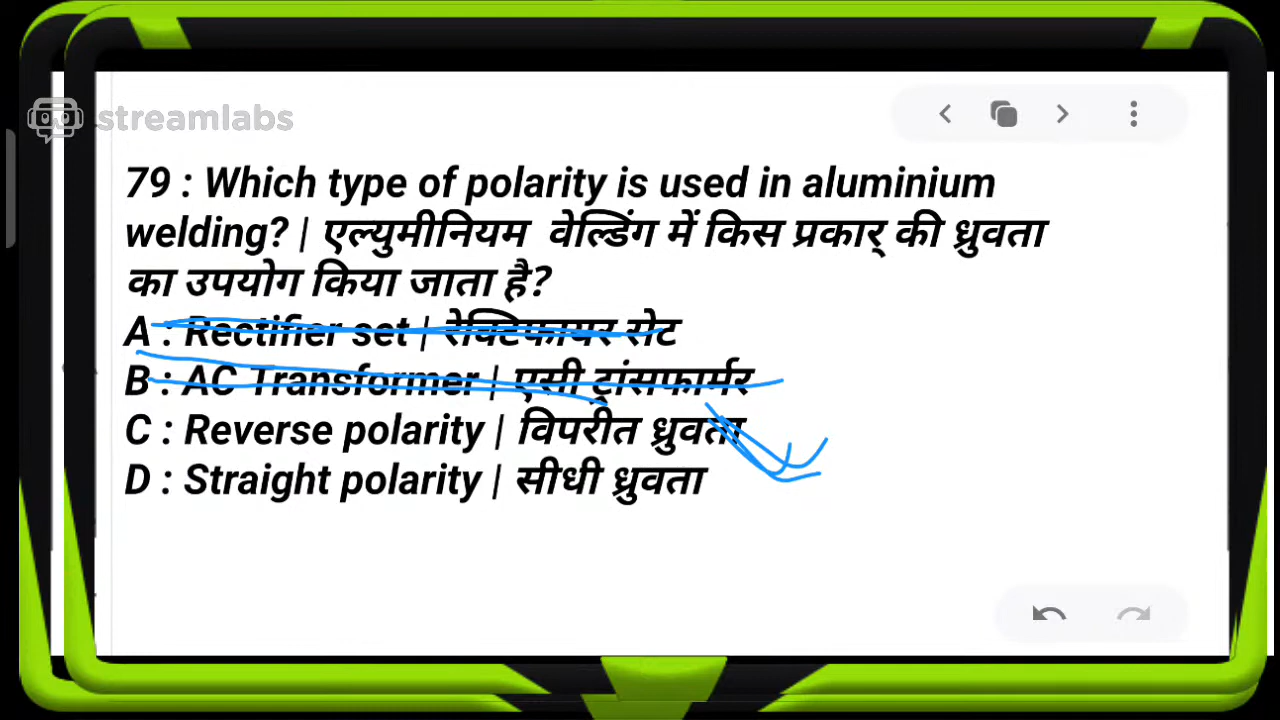 streamlabs
79 : Which type of polarity is used in aluminium
welding? | एल्युमीनियम वेल्डिंग में किस प्रकार् की ध्रुवता
का उपयोग किया जाता है?
A : Rectifier set | रेक्टिफायर सेट
B : AC Transformer | एसी ट्रांसफार्मर
C : Reverse polarity | विपरीत ध्रुवता
D : Straight polarity | सीधी ध्रुवता